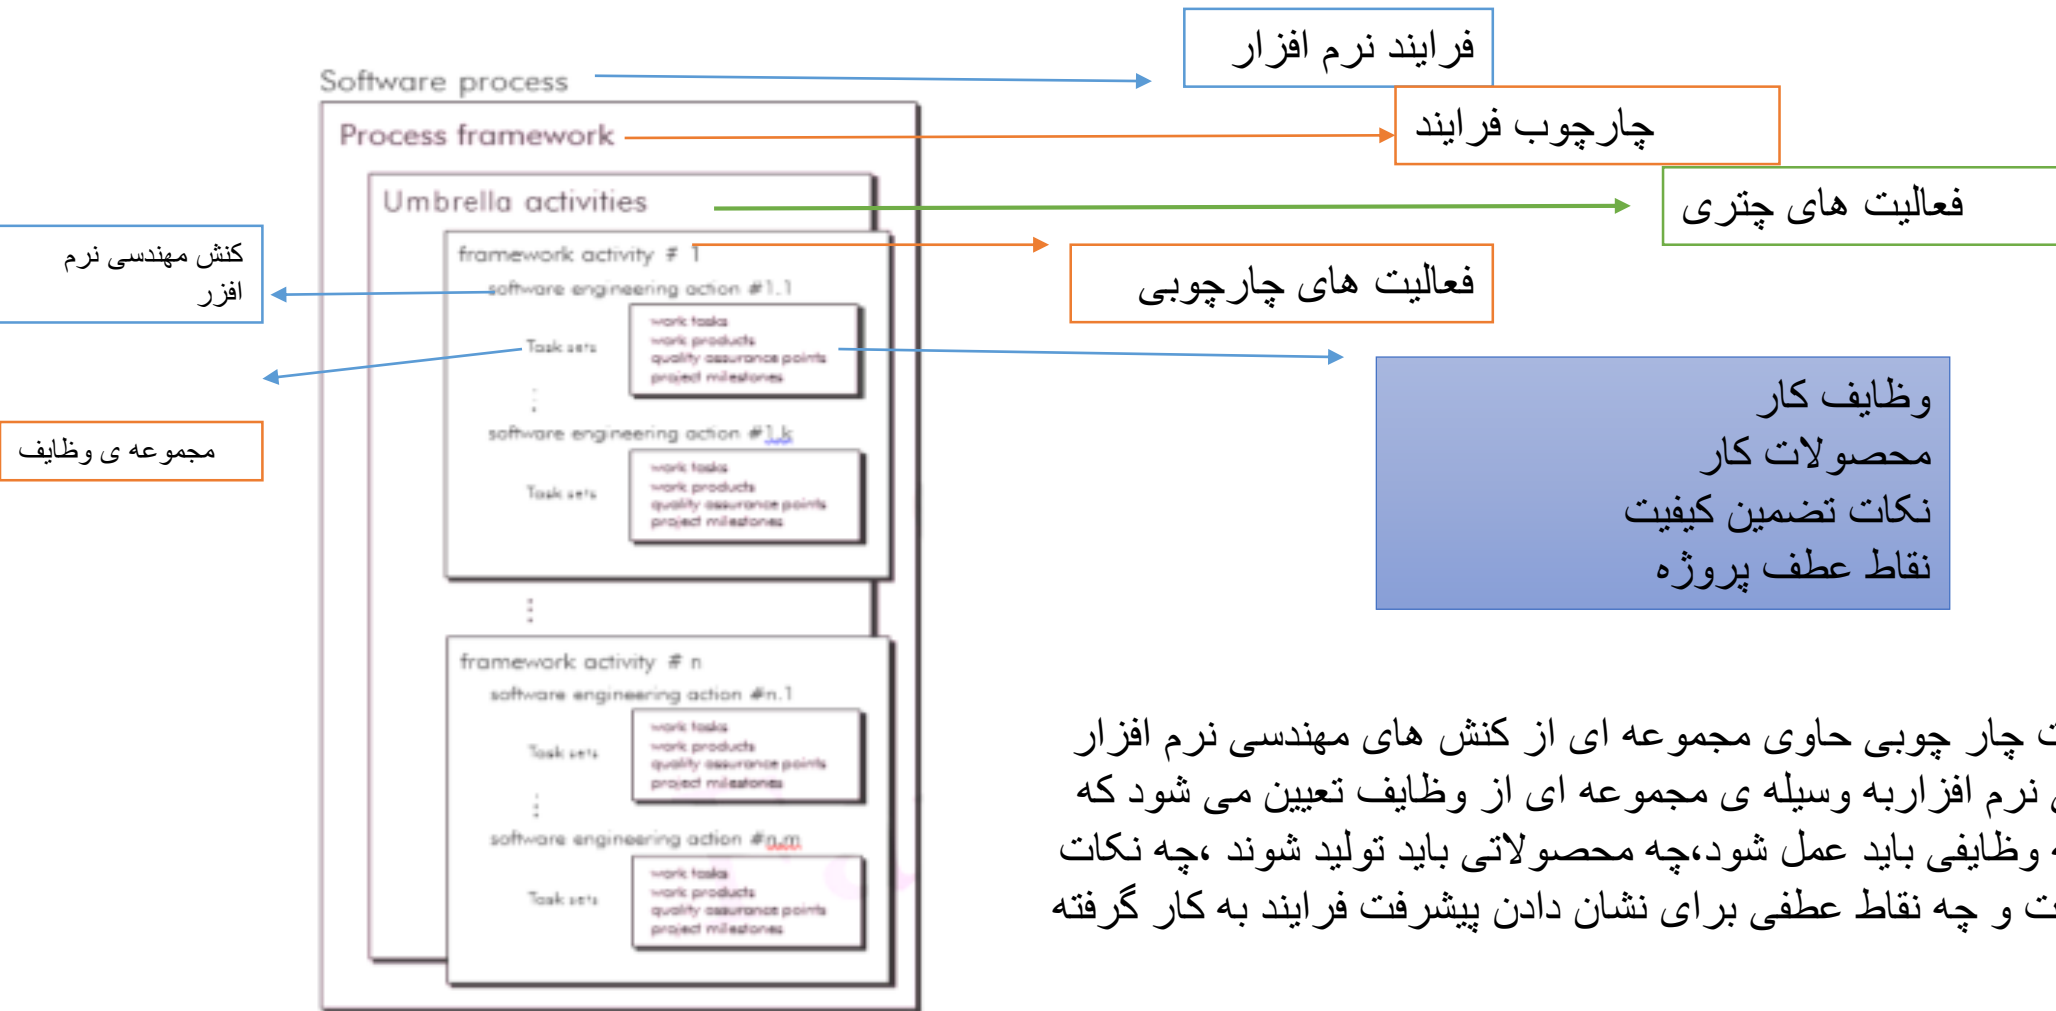 فرایند نرم افزار
Software process
چارچوب فرایند
Process framework
فعالیت های چتری
Umbrella activities
کنش مهندسی نرم
افزر
framework activity # 1
فعالیت های چارچوبی
software engineering action #1.1
work tasks
work products
Task sets
quality assurance points
project milestones
وظایف کار
محصولات کار
نکات تضمین کیفیت
نقاط عطف پروژه
مجموعه ی وظایف
software engineering action #1.k
work tasks
work products
Task sets
quality assurance points
project milestones
framework activity # n
software engineering action #n.1
work tasks
work products
Task sets
quality assurance points
project milestones
software engineering action #n.m
work tasks
work products
Task sets
quality assurance points
project milestones
چار چوبی حاوی مجموعه ای از کنش های مهندسی نرم افزار
نرم افزاربه وسیله ی مجموعه ای از وظایف تعیین می شود که
وظایفی باید عمل شود،چه محصولاتی باید تولید شوند ،چه نکات
و چه نقاط عطفی برای نشان دادن پیشرفت فرایند به کار گرفته